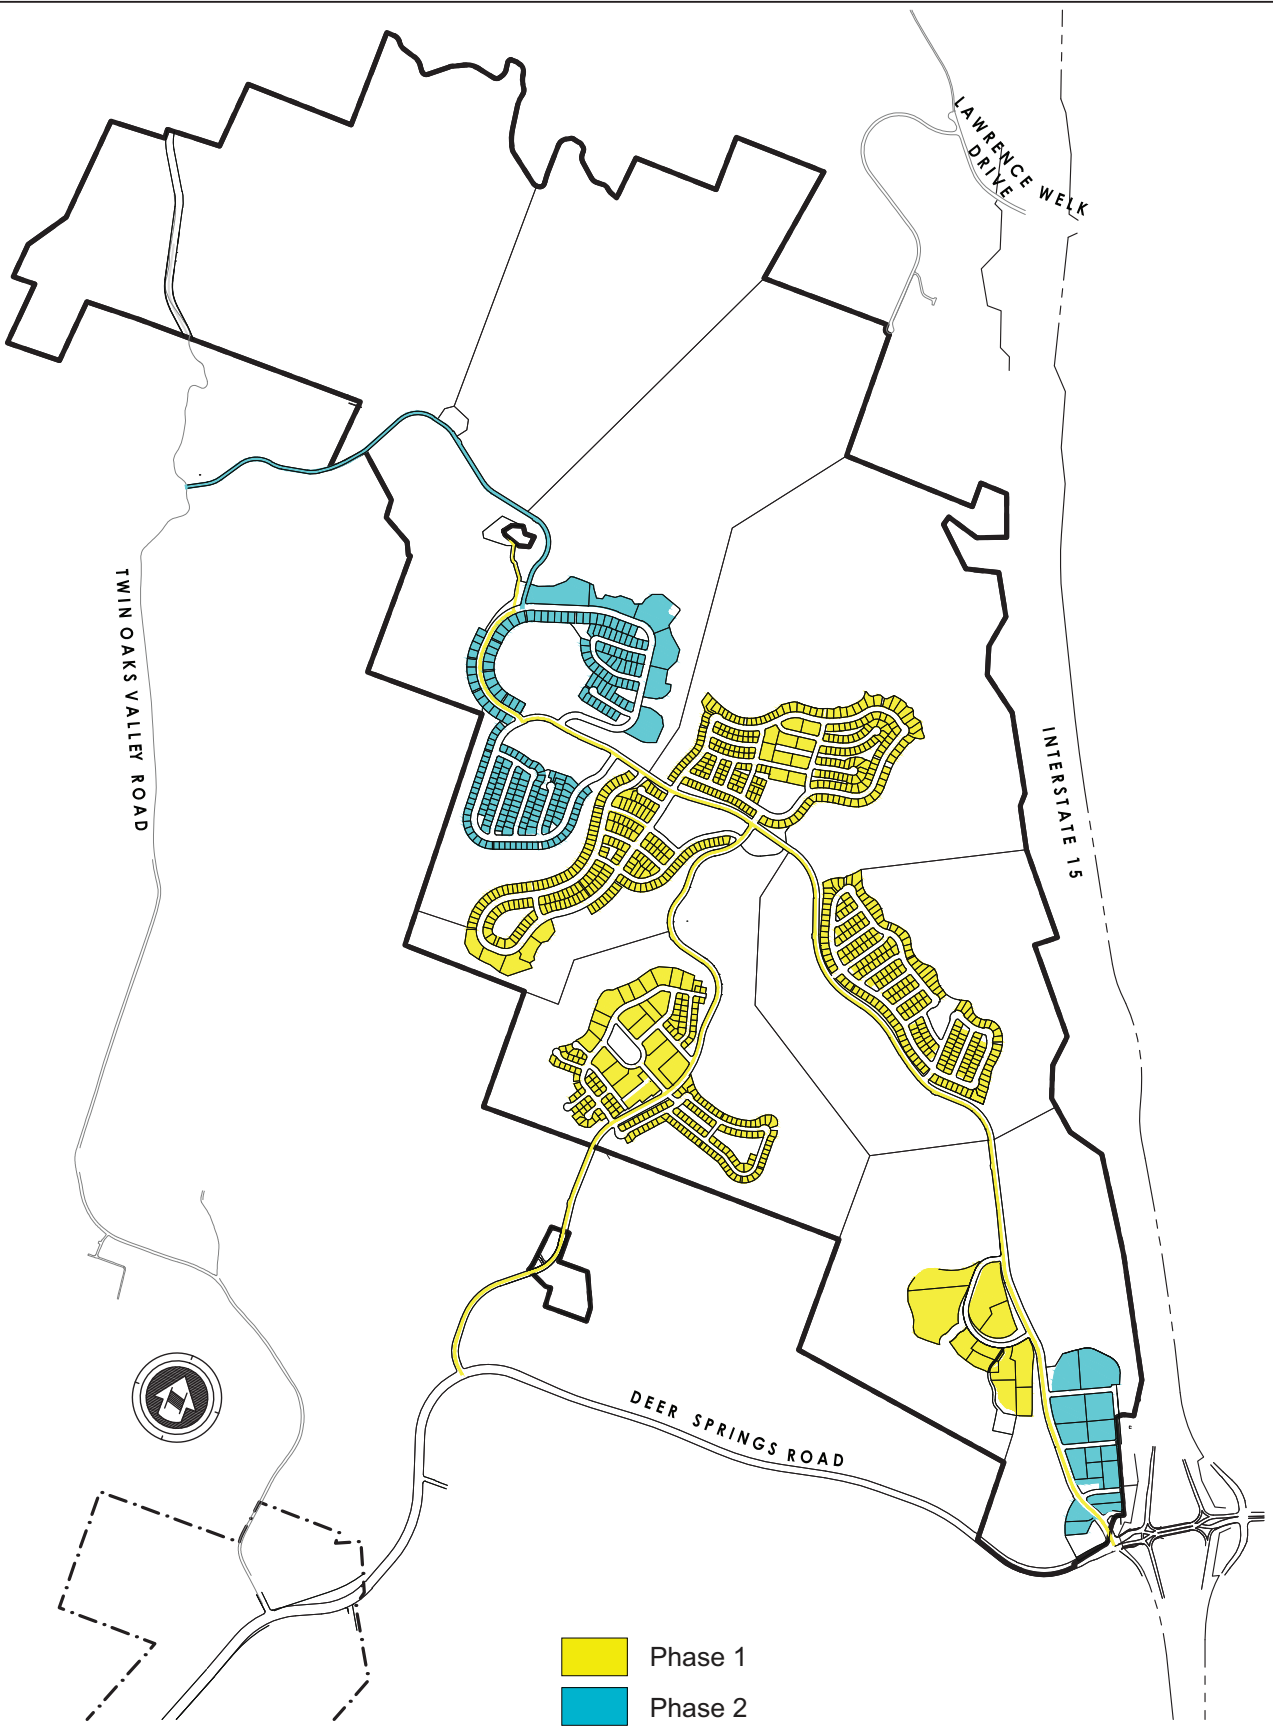 LAWRENCE WELK
DRIVE
TWIN OAKS VALLEY ROAD
INTERSTATE 15
DEER SPRINGS ROAD
Phase 1
Phase 2